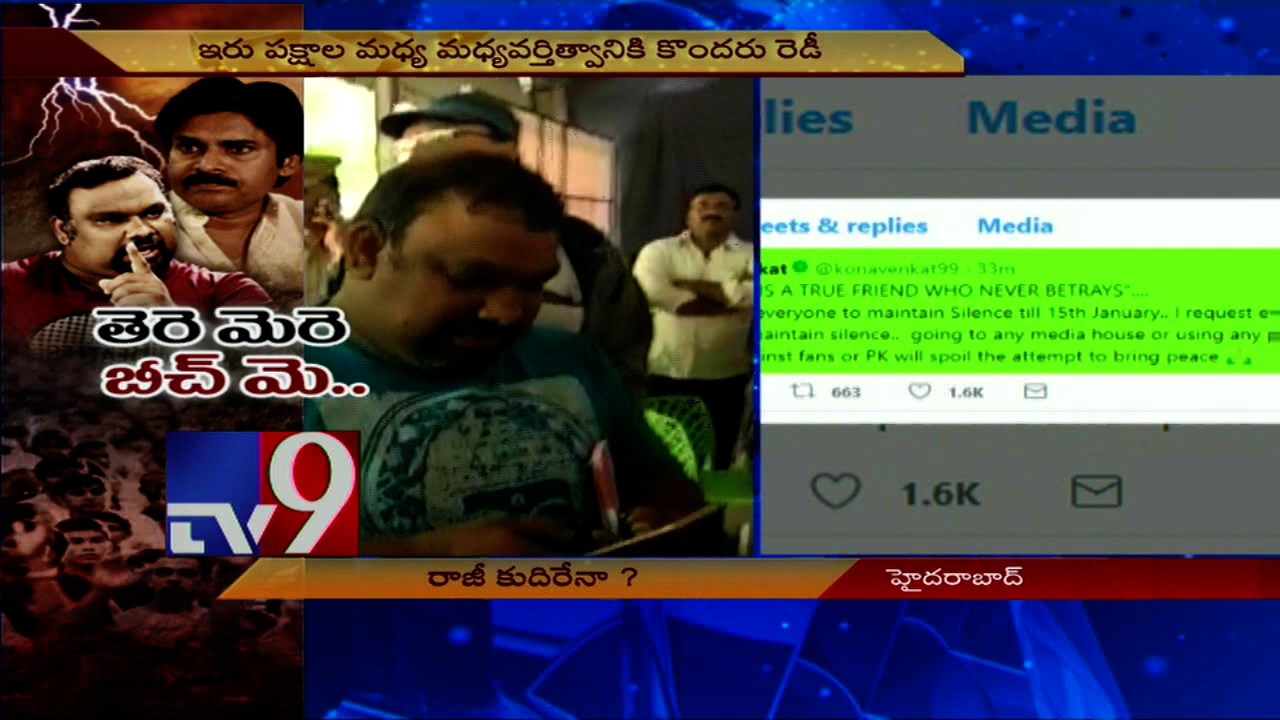 ఇరు పక్షాల మధ్య మధ్యవర్తిత్వానికి కొందరు రెడీ
తెరె మెరె
బీచ్ మె..
TV9
lies Media
eets & replies Media
kat @konavenkat99 · 33m
IS A TRUE FRIEND WHO NEVER BETRAYS"....
everyone to maintain Silence till 15th January.. I request e
aintain silence.. going to any media house or using any
inst fans or PK will spoil the attempt to bring peace
663 1.6K
1.6K
రాజీ కుదిరేనా ?
హైదరాబాద్